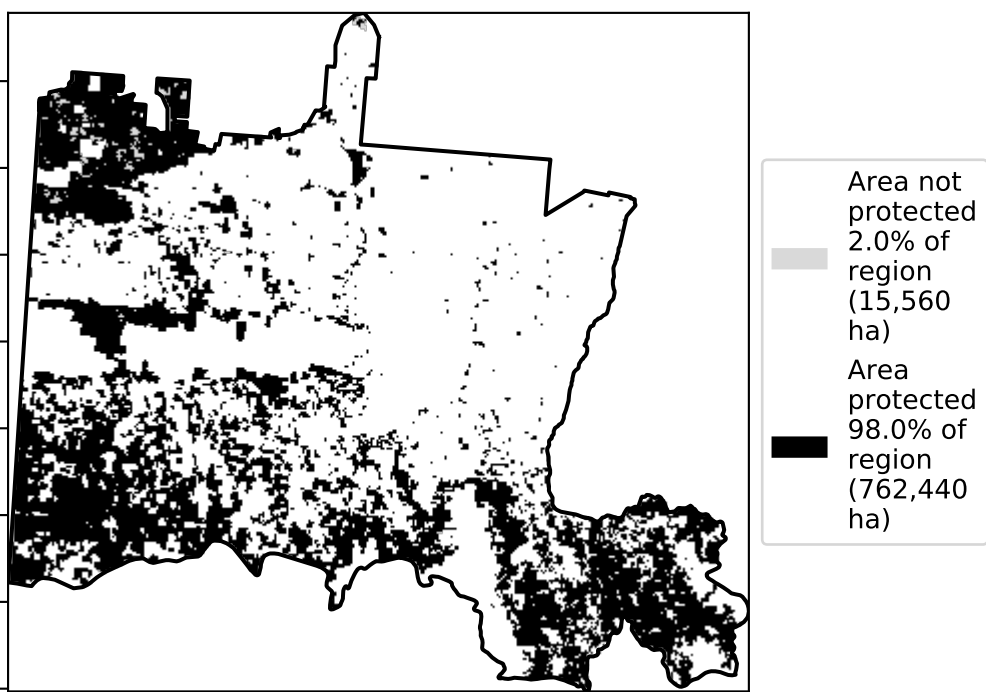 Area not
protected
2.0% of
region
(15,560
ha)
Area
protected
98.0% of
region
(762,440
ha)